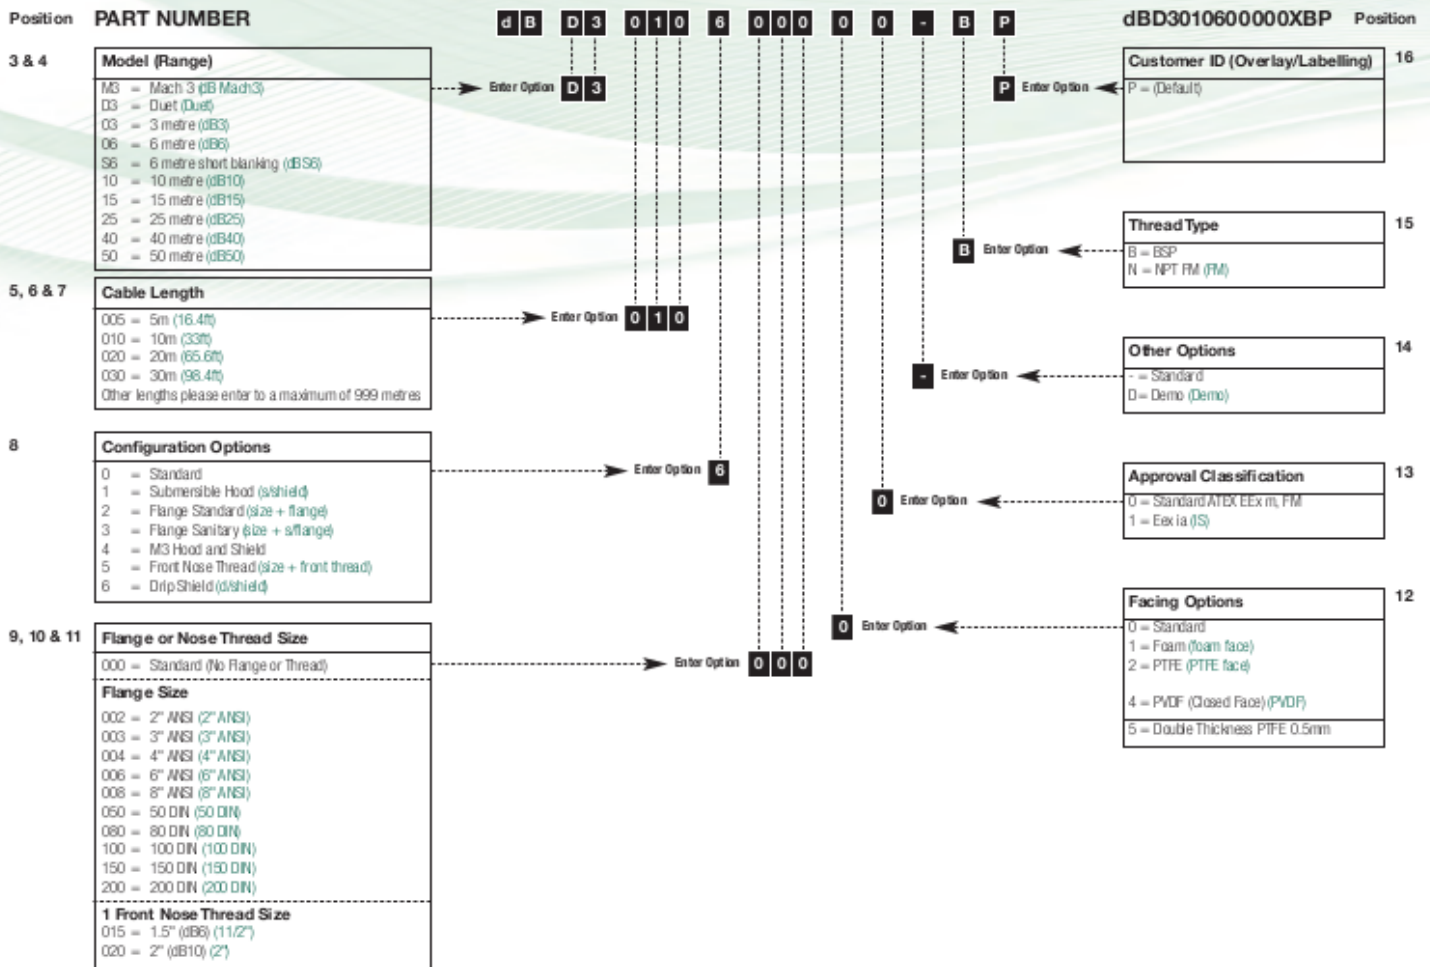 Position PART NUMBER d B D 3 0 1 0 6 0 0 0 0 0 - B P dBD3010600000XBP Position
3 & 4 Model (Range)
M3 = Mach 3 (dB Mach3)
D3 = Duet (Duet)
03 = 3 metre (dB3)
06 = 6 metre (dB6)
S6 = 6 metre short blanking (dBS6)
10 = 10 metre (dB10)
15 = 15 metre (dB15)
25 = 25 metre (dB25)
40 = 40 metre (dB40)
50 = 50 metre (dB50)
Enter Option D 3
5, 6 & 7 Cable Length
005 = 5m (16.4ft)
010 = 10m (33ft)
020 = 20m (65.6ft)
030 = 30m (98.4ft)
Other lengths please enter to a maximum of 999 metres
Enter Option 0 1 0
8 Configuration Options
0 = Standard
1 = Submersible Hood (s/shield)
2 = Flange Standard (size + flange)
3 = Flange Sanitary (size + s/flange)
4 = M3 Hood and Shield
5 = Front Nose Thread (size + front thread)
6 = Drip Shield (d/shield)
Enter Option 6
9, 10 & 11 Flange or Nose Thread Size
000 = Standard (No Flange or Thread)
Enter Option 0 0 0
Flange Size
002 = 2" ANSI (2" ANSI)
003 = 3" ANSI (3" ANSI)
004 = 4" ANSI (4" ANSI)
006 = 6" ANSI (6" ANSI)
008 = 8" ANSI (8" ANSI)
050 = 50 DIN (50 DIN)
080 = 80 DIN (80 DIN)
100 = 100 DIN (100 DIN)
150 = 150 DIN (150 DIN)
200 = 200 DIN (200 DIN)
1 Front Nose Thread Size
015 = 1.5" (dB6) (11/2")
020 = 2" (dB10) (2")
Customer ID (Overlay/Labelling) 16
P = (Default)
P Enter Option
Thread Type 15
B = BSP
N = NPT FM (FM)
B Enter Option
Other Options 14
- = Standard
D = Demo (Demo)
- Enter Option
Approval Classification 13
0 = Standard ATEX EEx m, FM
1 = Eex ia (IS)
0 Enter Option
Facing Options 12
0 = Standard
1 = Foam (foam face)
2 = PTFE (PTFE face)
4 = PVDF (Closed Face) (PVDF)
5 = Double Thickness PTFE 0.5mm
0 Enter Option